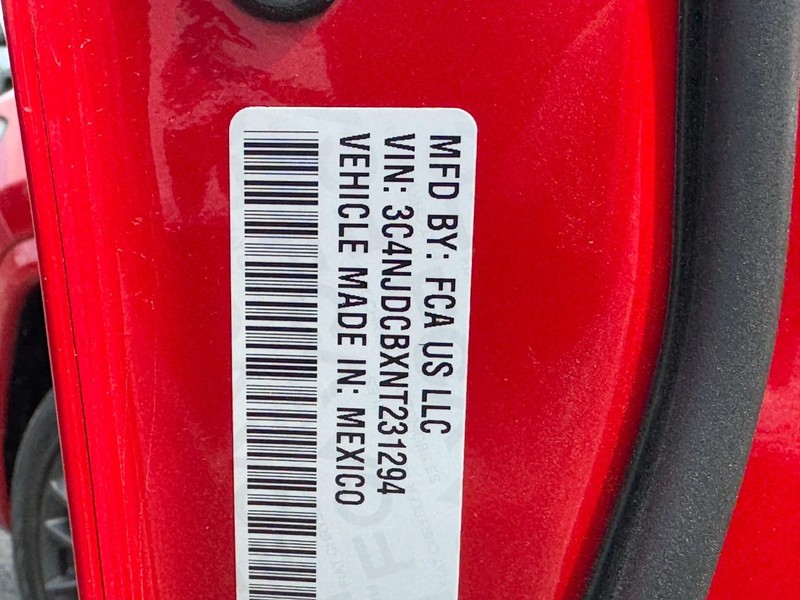 MFD BY: FCA US LLC
VIN: 3C4NJDCBXNT231294
VEHICLE MADE IN: MEXICO